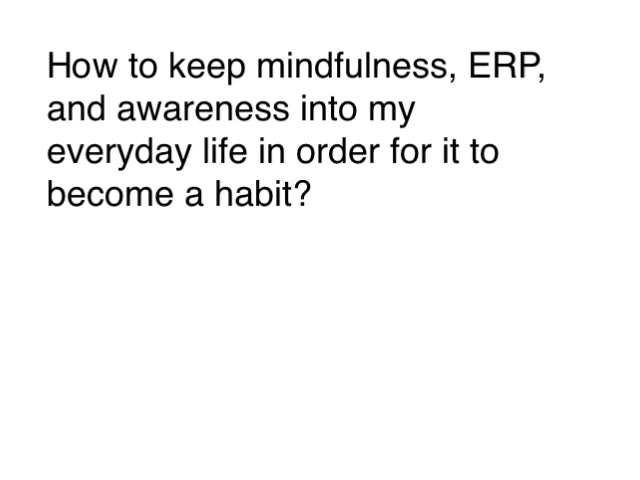 How to keep mindfulness, ERP,
and awareness into my
everyday life in order for it to
become a habit?